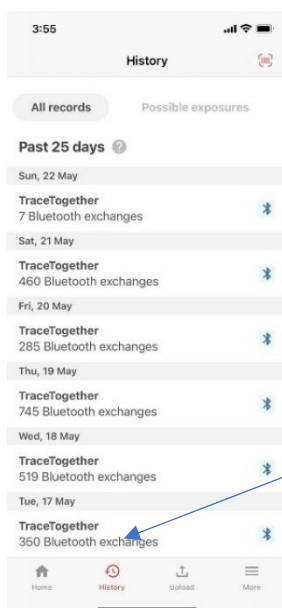 3:55
History
All records Possible exposures
Past 25 days ?
Sun, 22 May
TraceTogether
7 Bluetooth exchanges
Sat, 21 May
TraceTogether
460 Bluetooth exchanges
Fri, 20 May
TraceTogether
285 Bluetooth exchanges
Thu, 19 May
TraceTogether
745 Bluetooth exchanges
Wed, 18 May
TraceTogether
519 Bluetooth exchanges
Tue, 17 May
TraceTogether
350 Bluetooth exchanges
Home History Upload More